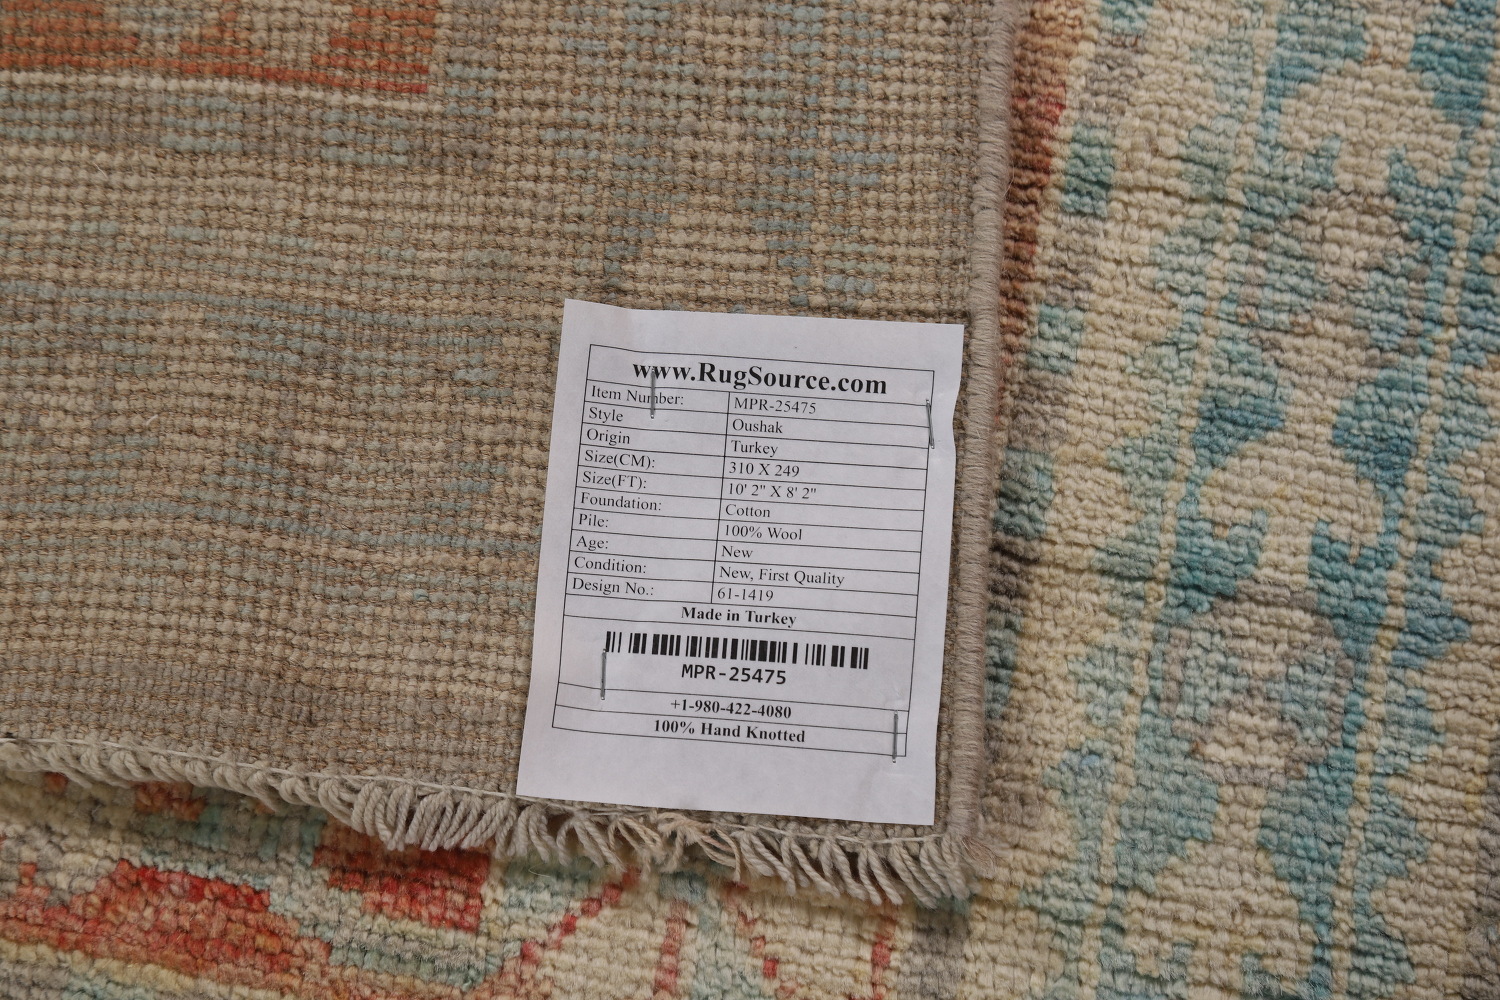 www.RugSource.com
Item Number: MPR-25475
Style Oushak
Origin Turkey
Size(CM): 310 X 249
Size(FT): 10' 2" X 8' 2"
Foundation: Cotton
Pile: 100% Wool
Age: New
Condition: New, First Quality
Design No.: 61-1419
Made in Turkey
MPR-25475
+1-980-422-4080
100% Hand Knotted